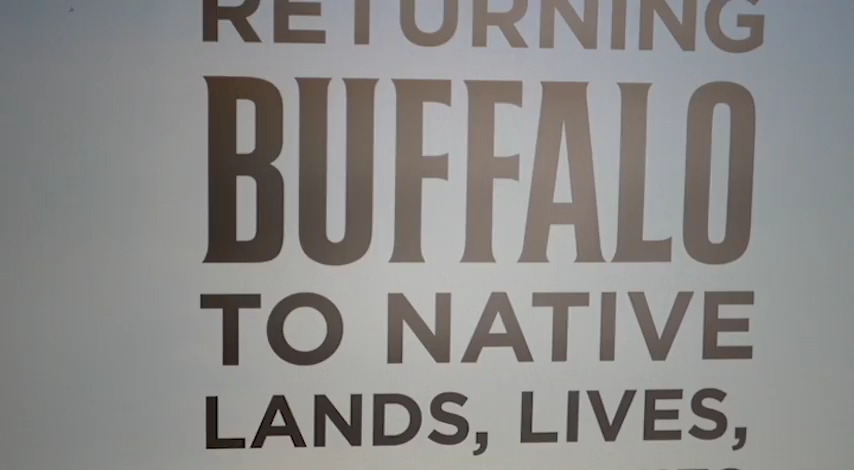 RETURNING
BUFFALO
TO NATIVE
LANDS, LIVES,